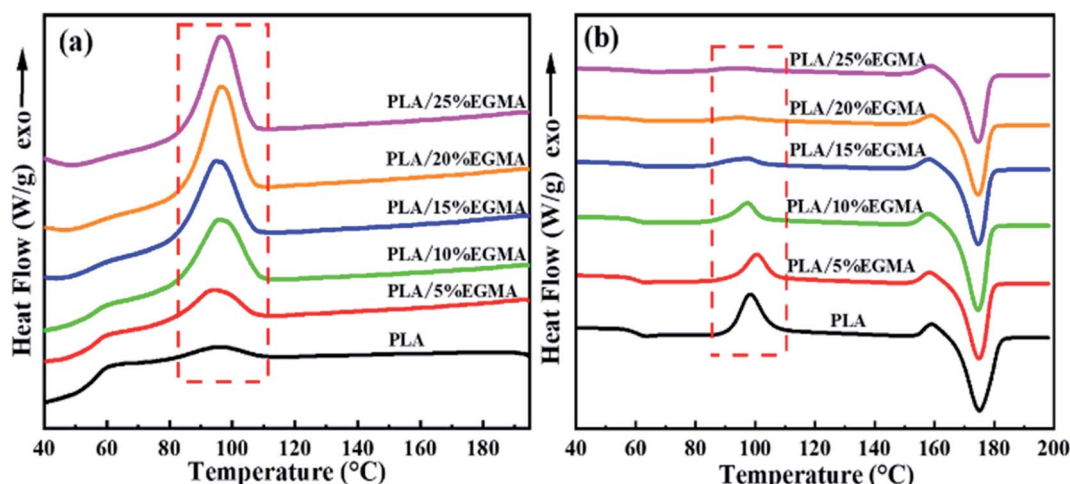 (a)
Heat Flow (W/g) exo
PLA/25%EGMA
PLA/20%EGMA
PLA/15%EGMA
PLA/10%EGMA
PLA/5%EGMA
PLA
40 60 80 100 120 140 160 180
Temperature (°C)
(b)
Heat Flow (W/g) exo
PLA/25%EGMA
PLA/20%EGMA
PLA/15%EGMA
PLA/10%EGMA
PLA/5%EGMA
PLA
40 60 80 100 120 140 160 180 200
Temperature (°C)